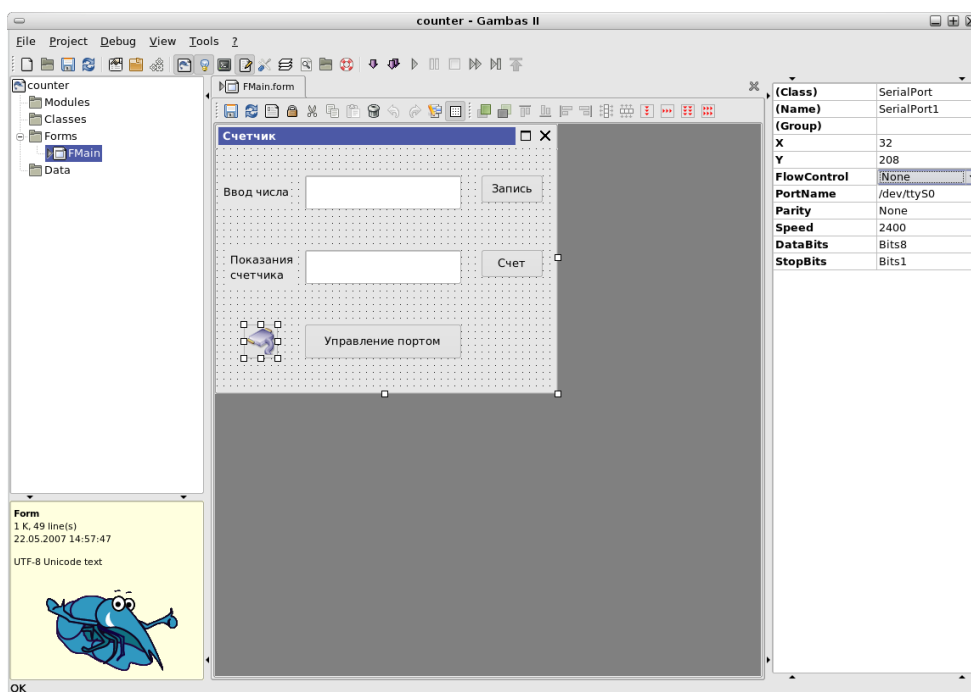 counter - Gambas II
File Project Debug View Tools ?
counter
Modules
Classes
Forms
FMain
Data
Form
1 K, 49 line(s)
22.05.2007 14:57:47
UTF-8 Unicode text
OK
FMain.form
Счетчик
Ввод числа
Запись
Показания
счетчика
Счет
Управление портом
(Class) SerialPort
(Name) SerialPort1
(Group)
X 32
Y 208
FlowControl None
PortName /dev/ttyS0
Parity None
Speed 2400
DataBits Bits8
StopBits Bits1